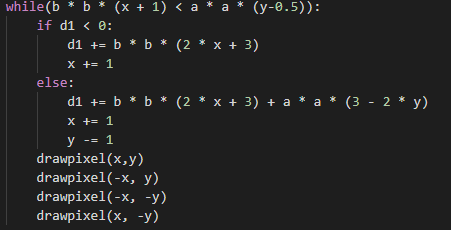 while(b * b * (x + 1) < a * a * (y-0.5)):
    if d1 < 0:
        d1 += b * b * (2 * x + 3)
        x += 1
    else:
        d1 += b * b * (2 * x + 3) + a * a * (3 - 2 * y)
        x += 1
        y -= 1
    drawpixel(x,y)
    drawpixel(-x, y)
    drawpixel(-x, -y)
    drawpixel(x, -y)